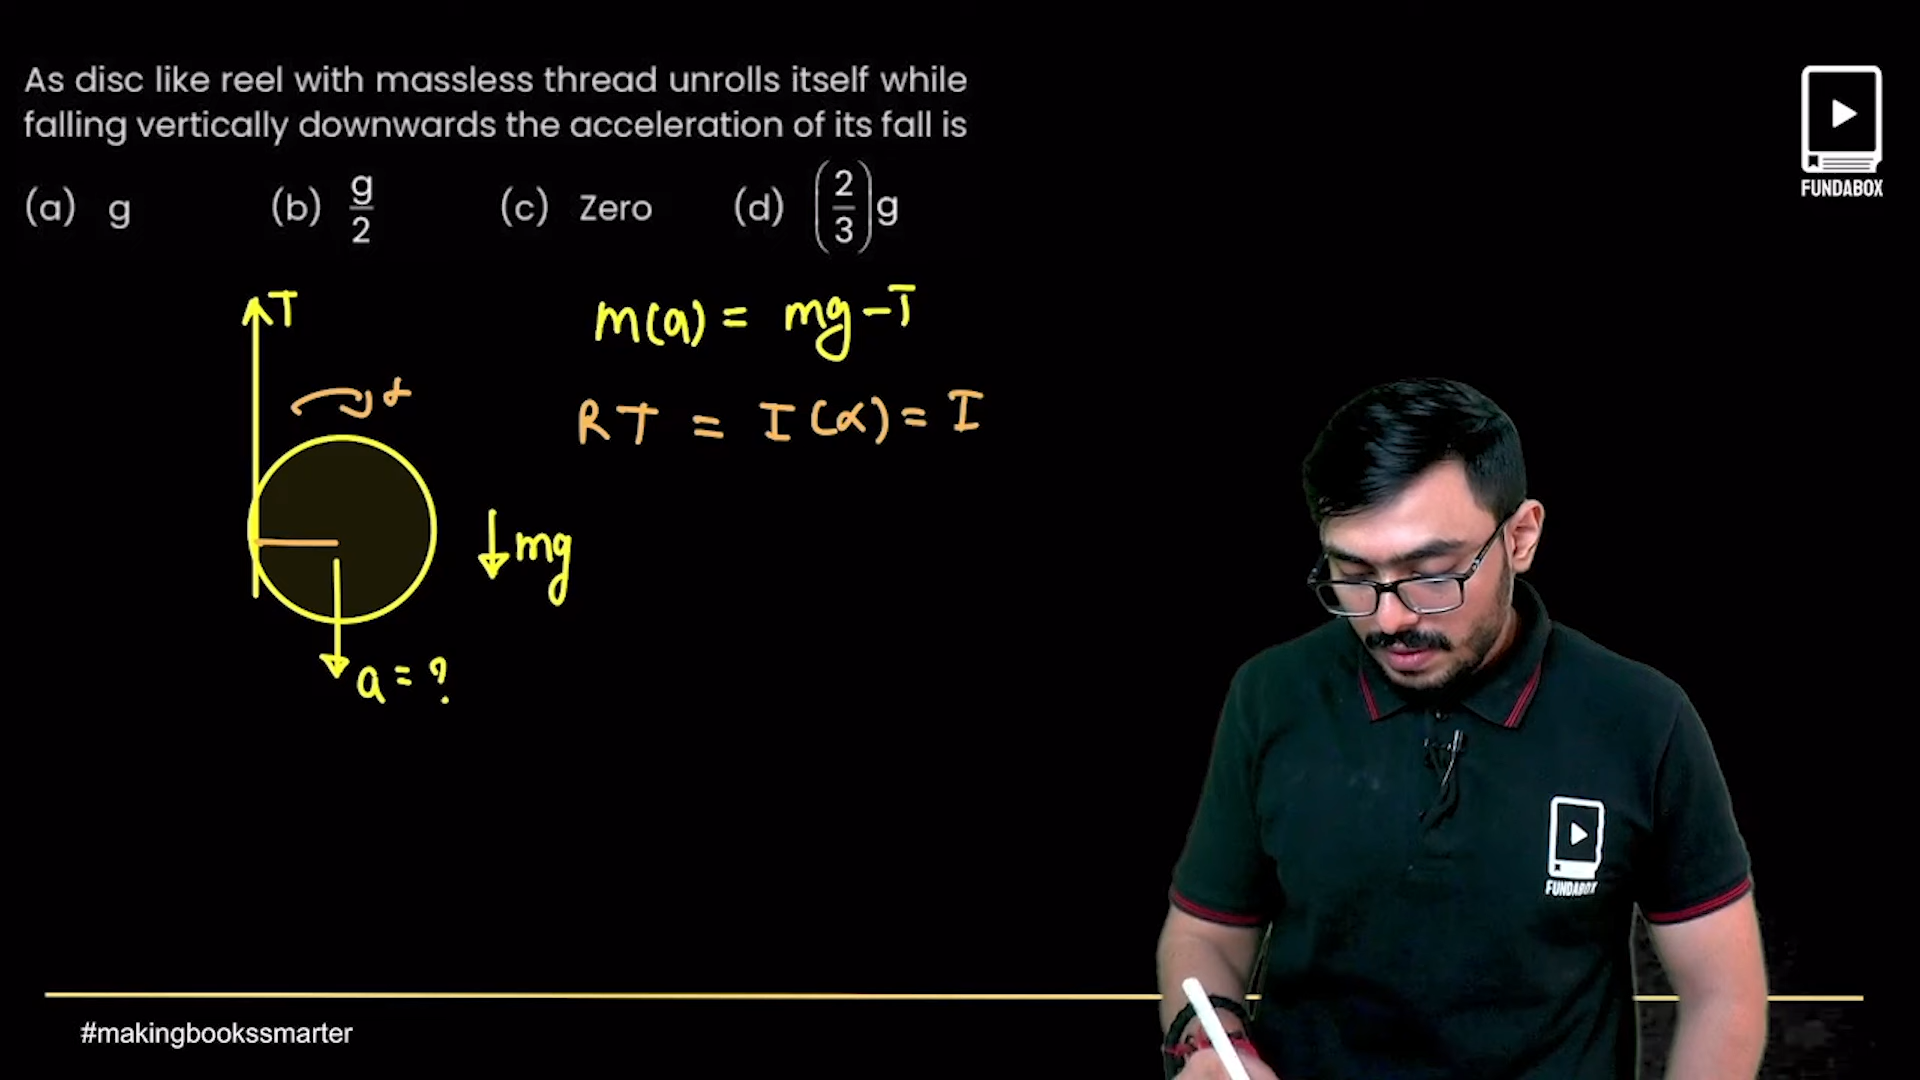 As disc like reel with massless thread unrolls itself while
falling vertically downwards the acceleration of its fall is
(a) g (b) g/2 (c) Zero (d) (2/3)g
FUNDABOX
T
m(a) = mg-T
α
RT = I(α) = I
mg
a = ?
FUNDABOX
#makingbookssmarter